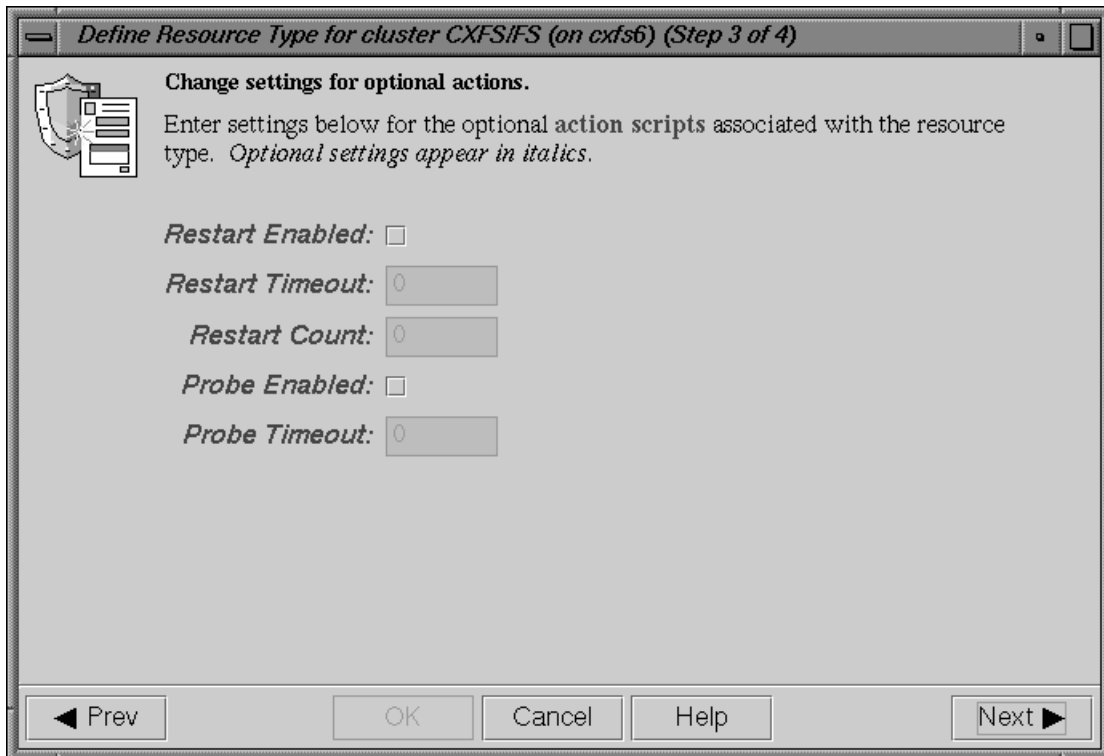 Define Resource Type for cluster CXFS/FS (on cxfs6) (Step 3 of 4)
Change settings for optional actions.
Enter settings below for the optional action scripts associated with the resource
type. Optional settings appear in italics.
Restart Enabled:
Restart Timeout: 0
Restart Count: 0
Probe Enabled:
Probe Timeout: 0
Prev OK Cancel Help Next